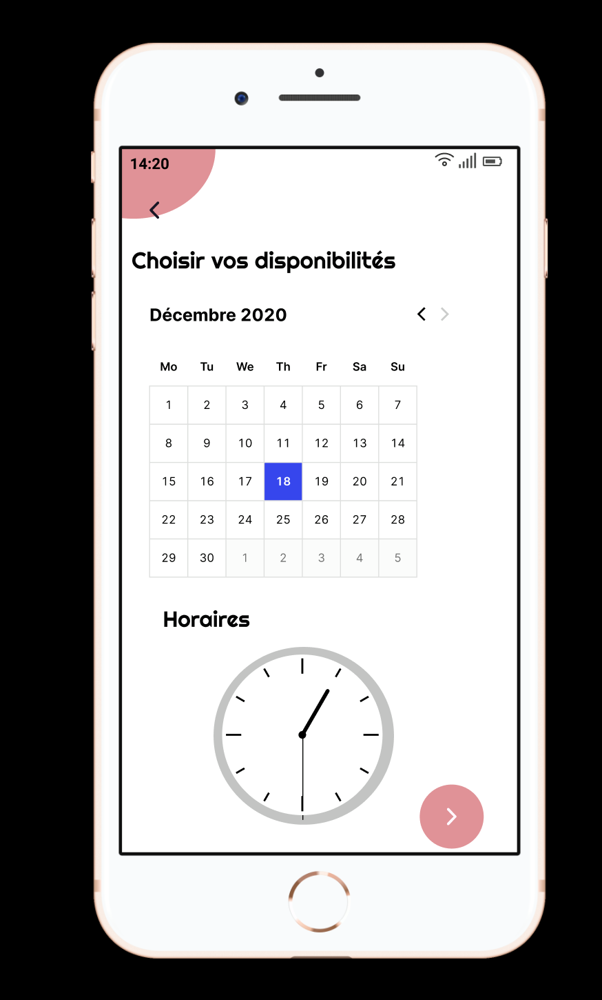 14:20
Choisir vos disponibilités
Décembre 2020
Mo Tu We Th Fr Sa Su
1 2 3 4 5 6 7
8 9 10 11 12 13 14
15 16 17 18 19 20 21
22 23 24 25 26 27 28
29 30 1 2 3 4 5
Horaires